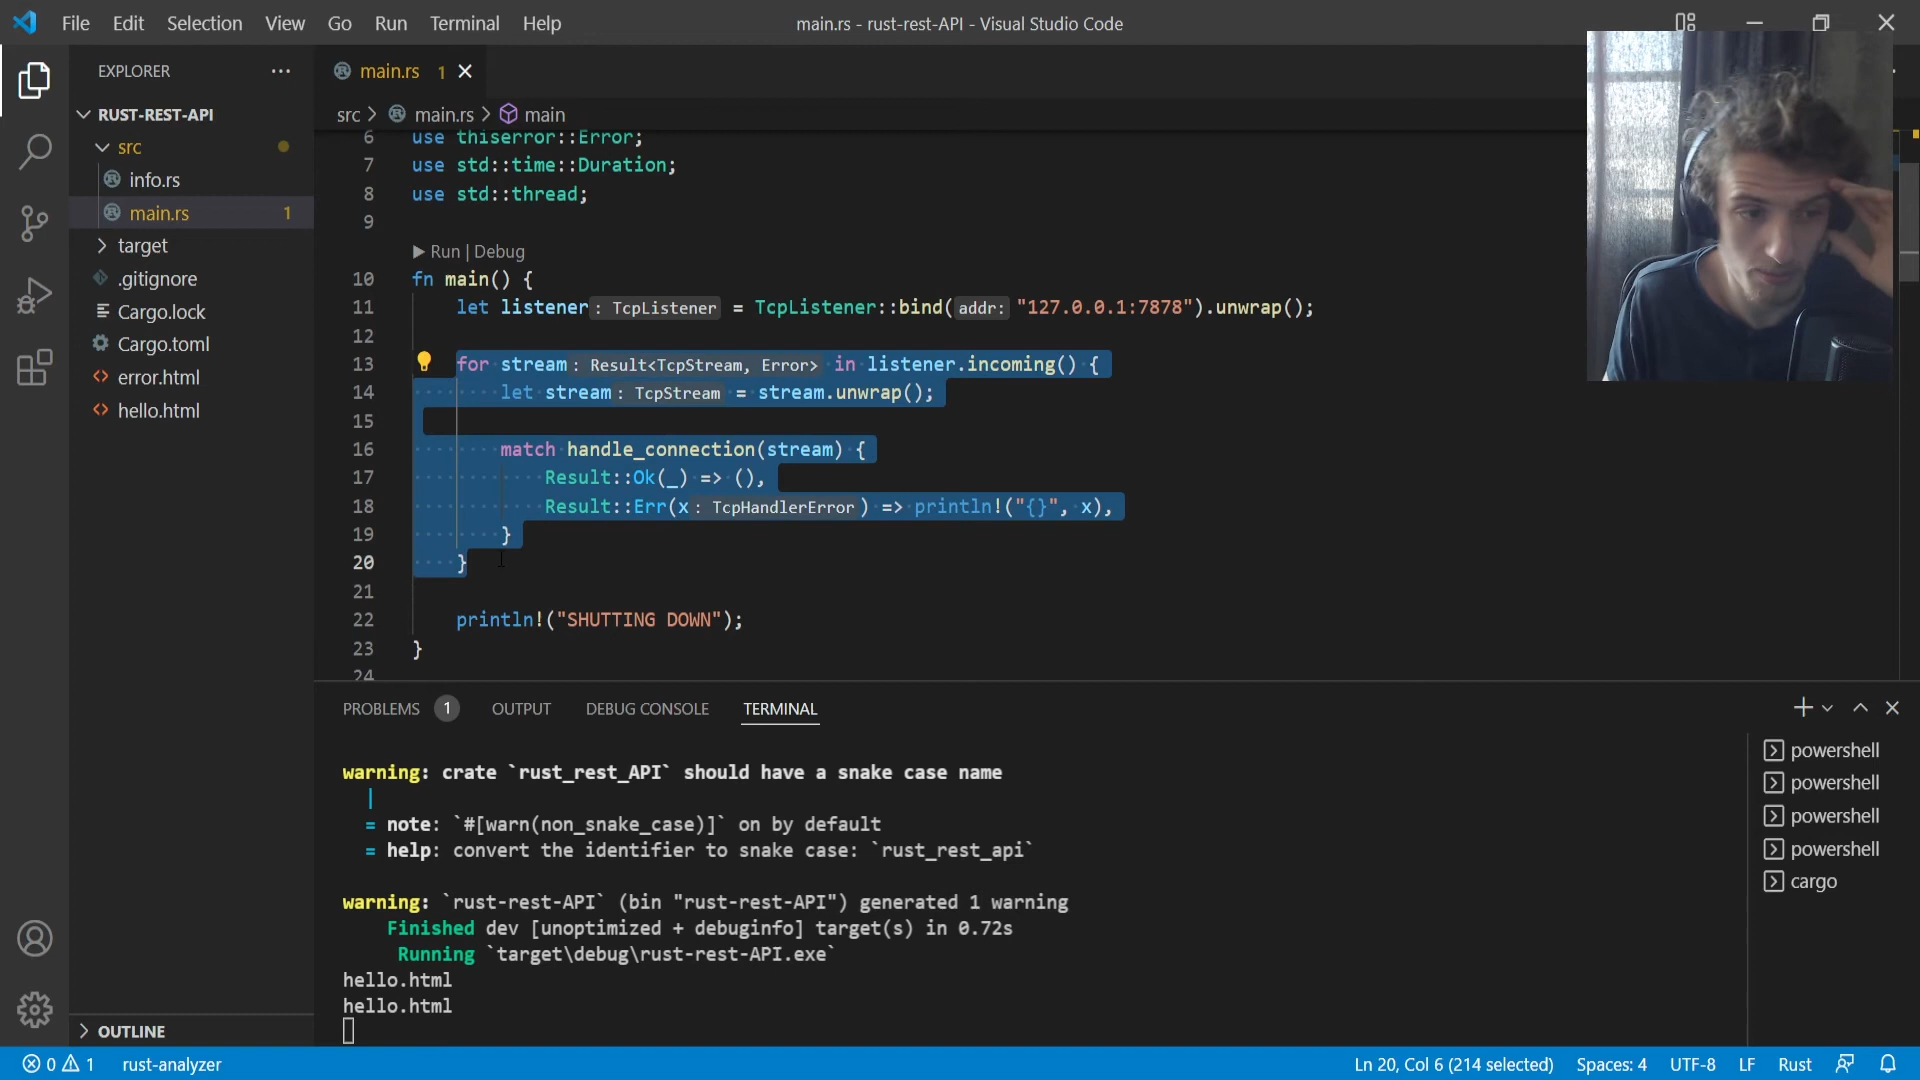 File Edit Selection View Go Run Terminal Help
main.rs - rust-rest-API - Visual Studio Code
EXPLORER
RUST-REST-API
src
info.rs
main.rs 1
target
.gitignore
Cargo.lock
Cargo.toml
error.html
hello.html
OUTLINE
main.rs 1
src > main.rs > main
6 use thiserror::Error;
7 use std::time::Duration;
8 use std::thread;
9
Run | Debug
10 fn main() {
11 let listener: TcpListener = TcpListener::bind(addr: "127.0.0.1:7878").unwrap();
12
13 for stream: Result<TcpStream, Error> in listener.incoming() {
14 let stream: TcpStream = stream.unwrap();
15
16 match handle_connection(stream) {
17 Result::Ok(_) => (),
18 Result::Err(x: TcpHandlerError) => println!("{}", x),
19 }
20 }
21
22 println!("SHUTTING DOWN");
23 }
24
PROBLEMS 1 OUTPUT DEBUG CONSOLE TERMINAL
warning: crate `rust_rest_API` should have a snake case name
|
= note: `#[warn(non_snake_case)]` on by default
= help: convert the identifier to snake case: `rust_rest_api`
warning: `rust-rest-API` (bin "rust-rest-API") generated 1 warning
Finished dev [unoptimized + debuginfo] target(s) in 0.72s
Running `target\debug\rust-rest-API.exe`
hello.html
hello.html
powershell
powershell
powershell
powershell
cargo
0 1 rust-analyzer
Ln 20, Col 6 (214 selected) Spaces: 4 UTF-8 LF Rust